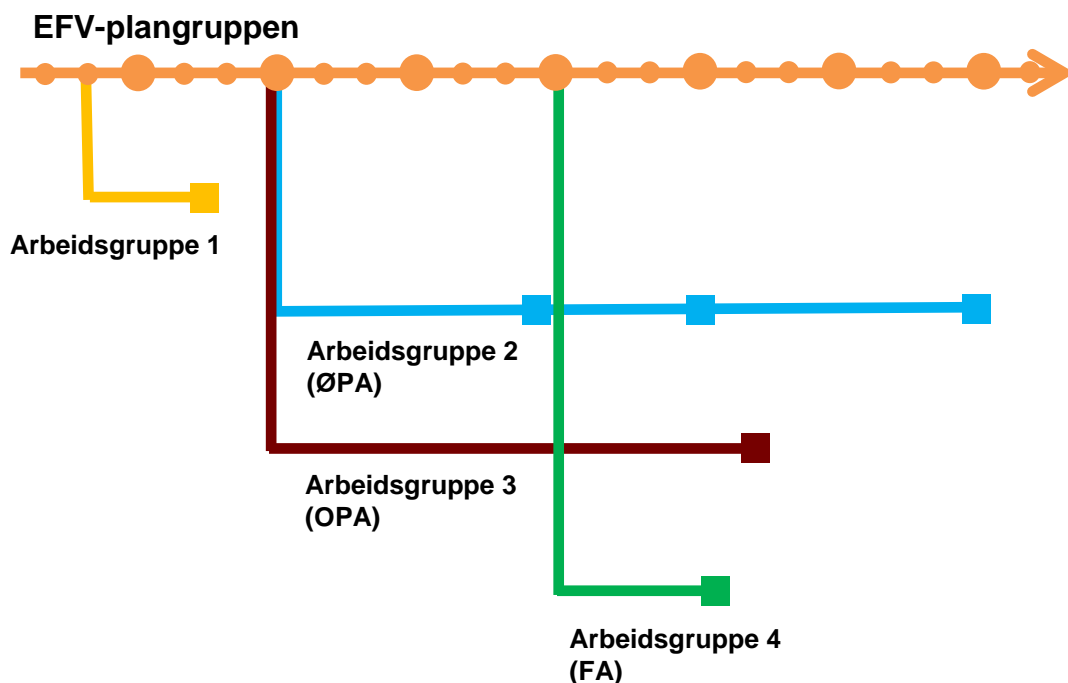 EFV-plangruppen
Arbeidsgruppe 1
Arbeidsgruppe 2
(ØPA)
Arbeidsgruppe 3
(OPA)
Arbeidsgruppe 4
(FA)